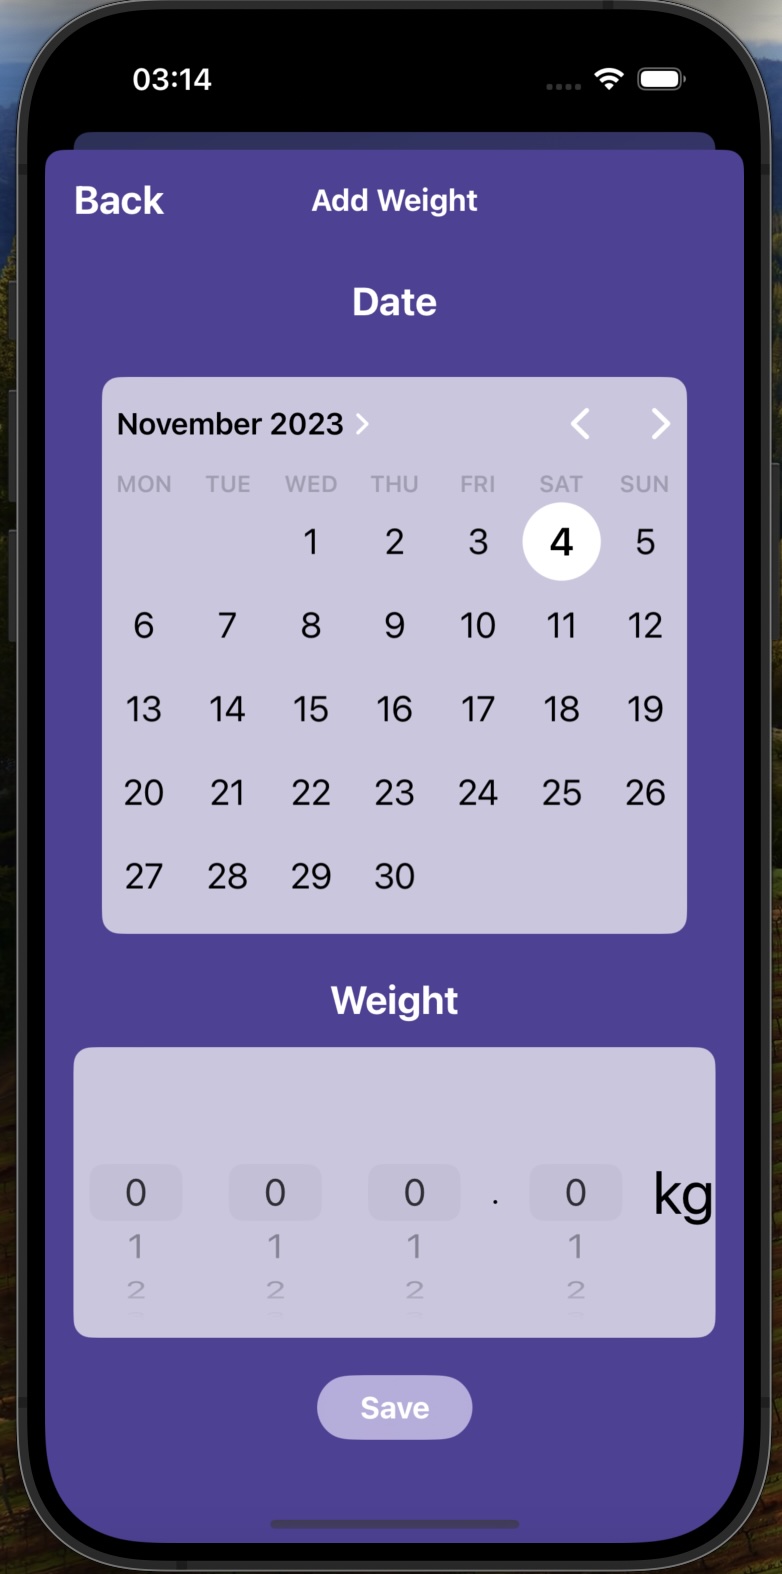 03:14
Back Add Weight
Date
November 2023
MON TUE WED THU FRI SAT SUN
1 2 3 4 5
6 7 8 9 10 11 12
13 14 15 16 17 18 19
20 21 22 23 24 25 26
27 28 29 30
Weight
0 0 0 . 0 kg
1 1 1 1
2 2 2 2
Save